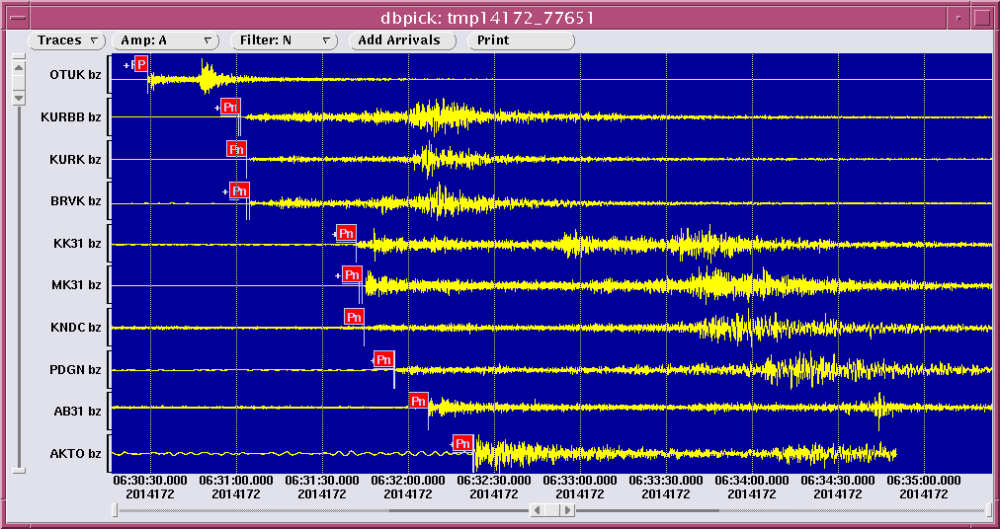 dbpick: tmp14172_77651
Traces Amp: A Filter: N Add Arrivals Print
OTUK bz P
KURBB bz Pn
KURK bz Pn
BRVK bz Pn
KK31 bz Pn
MK31 bz Pn
KNDC bz Pn
PDGN bz Pn
AB31 bz Pn
AKTO bz Pn
06:30:30.000 06:31:00.000 06:31:30.000 06:32:00.000 06:32:30.000 06:33:00.000 06:33:30.000 06:34:00.000 06:34:30.000 06:35:00.000
2014172 2014172 2014172 2014172 2014172 2014172 2014172 2014172 2014172 2014172